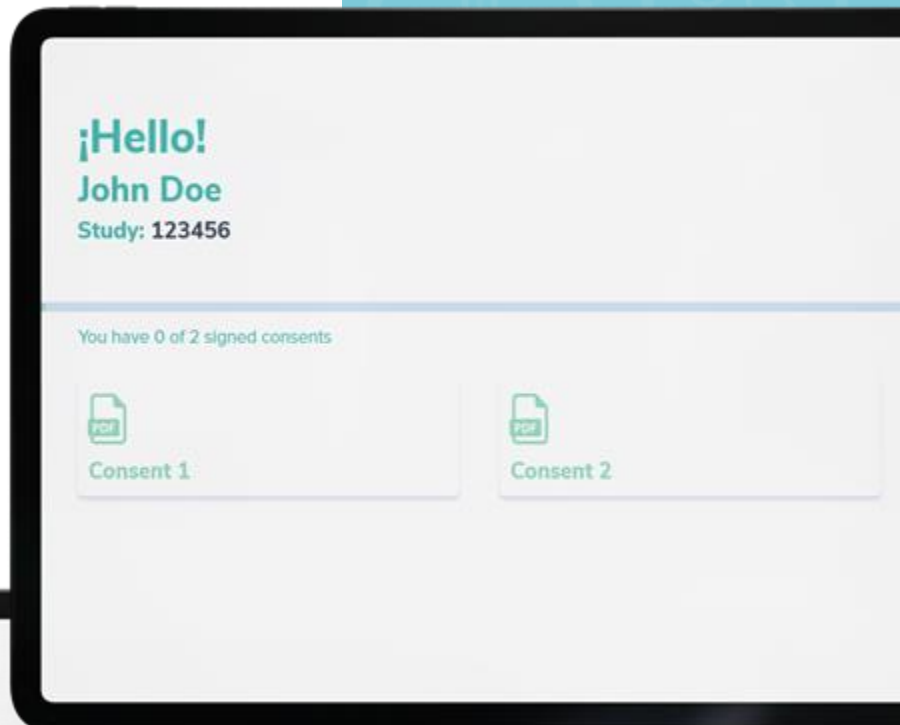 ¡Hello!
John Doe
Study: 123456
You have 0 of 2 signed consents
PDF
PDF
Consent 1
Consent 2